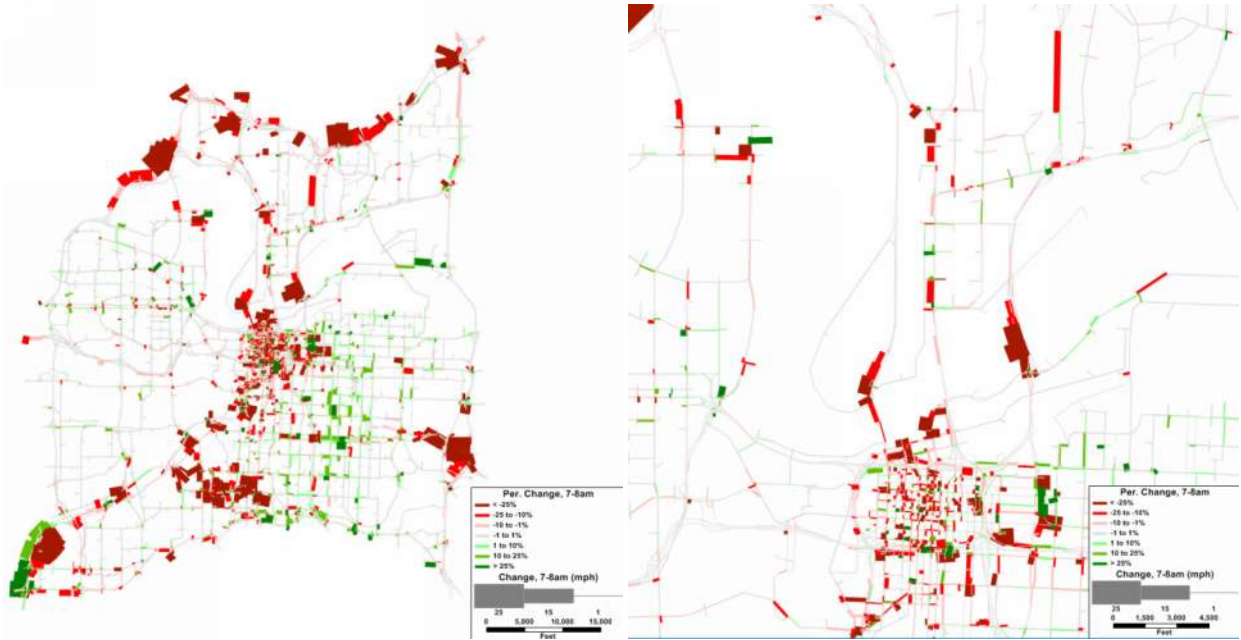 Per. Change, 7-8am
< -25%
-25 to -10%
-10 to -1%
-1 to 1%
1 to 10%
10 to 25%
> 25%
Change, 7-8am (mph)
25 15 1
0 5,000 10,000 15,000
Feet
Per. Change, 7-8am
< -25%
-25 to -10%
-10 to -1%
-1 to 1%
1 to 10%
10 to 25%
> 25%
Change, 7-8am (mph)
25 15 1
0 1,500 3,000 4,500
Feet